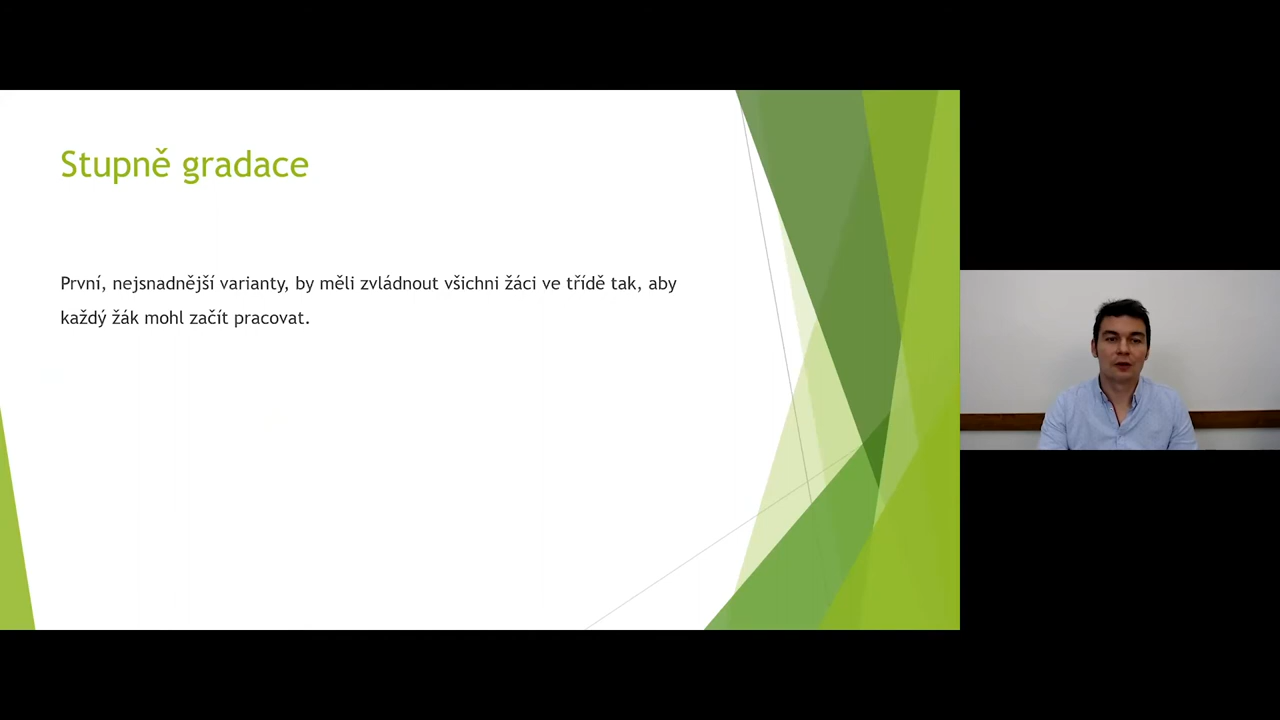 Stupně gradace
První, nejsnadnější varianty, by měli zvládnout všichni žáci ve třídě tak, aby
každý žák mohl začít pracovat.